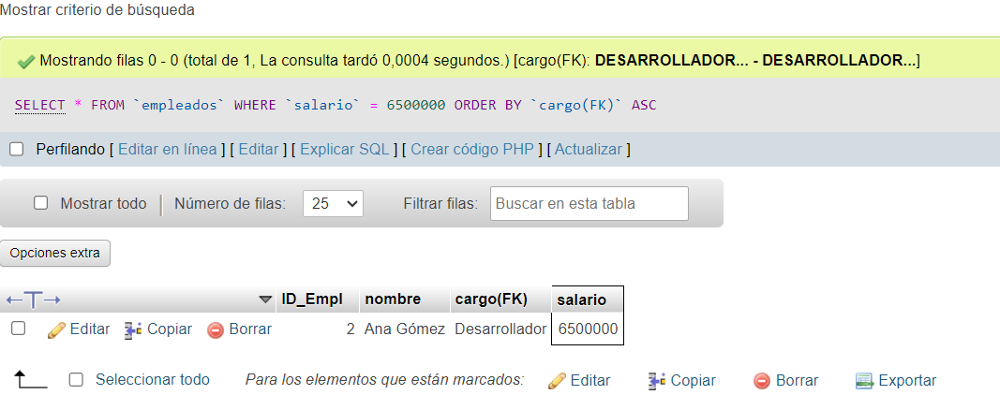 Mostrar criterio de búsqueda
Mostrando filas 0 - 0 (total de 1, La consulta tardó 0,0004 segundos.) [cargo(FK): DESARROLLADOR... - DESARROLLADOR...]
SELECT * FROM `empleados` WHERE `salario` = 6500000 ORDER BY `cargo(FK)` ASC
Perfilando [ Editar en línea ] [ Editar ] [ Explicar SQL ] [ Crear código PHP ] [ Actualizar ]
Mostrar todo | Número de filas: 25 Filtrar filas: Buscar en esta tabla
Opciones extra
←T→ ID_Empl nombre cargo(FK) salario
Editar Copiar Borrar 2 Ana Gómez Desarrollador 6500000
Seleccionar todo Para los elementos que están marcados: Editar Copiar Borrar Exportar